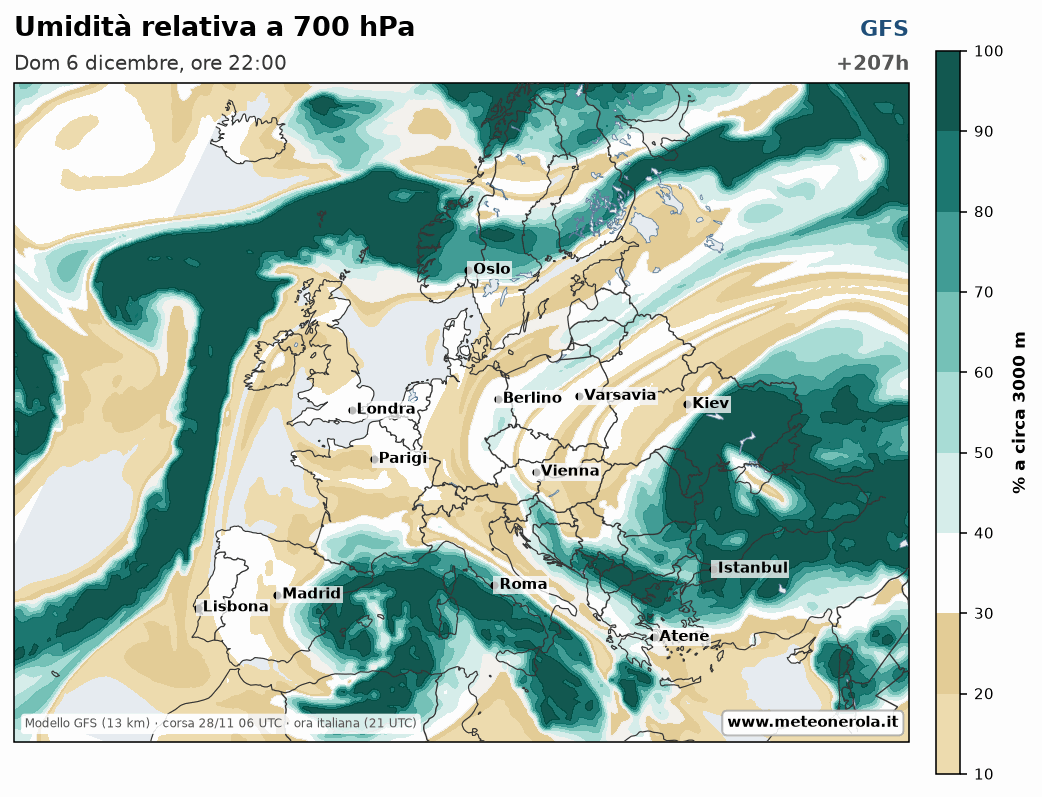 Umidità relativa a 700 hPa
GFS
Dom 6 dicembre, ore 22:00
+207h
100
90
80
70
60
50
40
30
20
10
% a circa 3000 m
Oslo
Berlino
Varsavia
Kiev
Londra
Parigi
Vienna
Istanbul
Roma
Madrid
Lisbona
Atene
Modello GFS (13 km) · corsa 28/11 06 UTC · ora italiana (21 UTC)
www.meteonerola.it